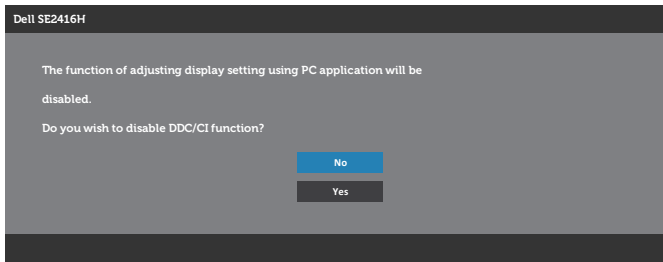 Dell SE2416H
The function of adjusting display setting using PC application will be
disabled.
Do you wish to disable DDC/CI function?
No
Yes